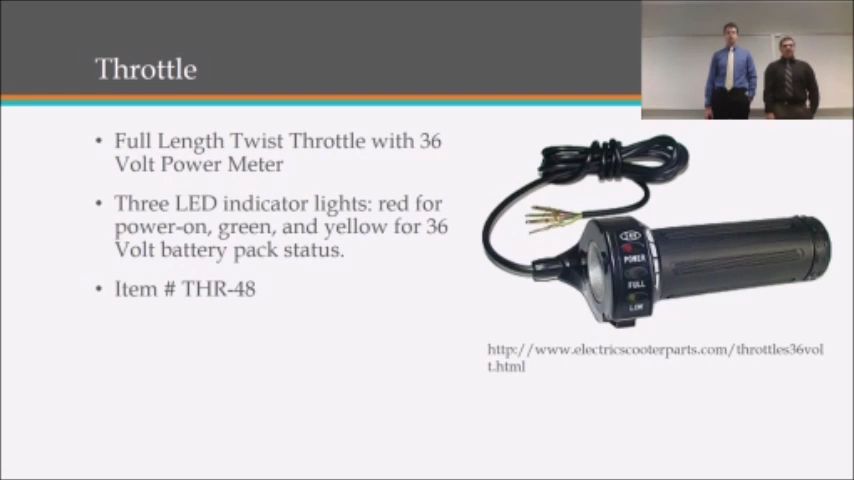 Throttle
• Full Length Twist Throttle with 36
Volt Power Meter
• Three LED indicator lights: red for
power-on, green, and yellow for 36
Volt battery pack status.
• Item # THR-48
POWER
FULL
LOW
http://www.electricscooterparts.com/throttles36vol
t.html